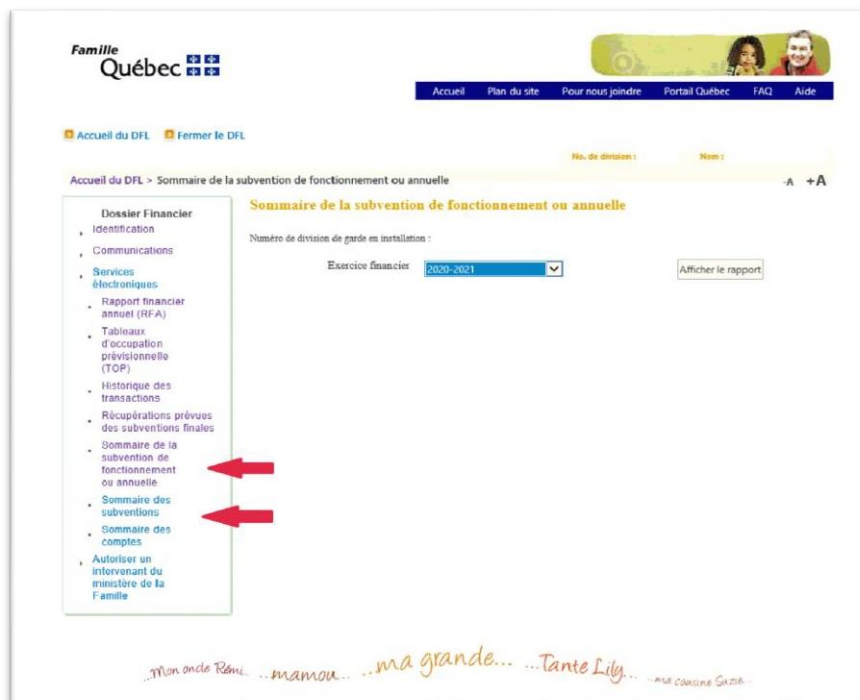 Famille
Québec
Accueil Plan du site Pour nous joindre Portail Québec FAQ Aide
Accueil du DFL Fermer le DFL
No. de division : Nom :
Accueil du DFL > Sommaire de la subvention de fonctionnement ou annuelle -A +A
Dossier Financier
Identification
Communications
Services
électroniques
Rapport financier
annuel (RFA)
Tableaux
d'occupation
prévisionnelle
(TOP)
Historique des
transactions
Récupérations prévues
des subventions finales
Sommaire de la
subvention de
fonctionnement
ou annuelle
Sommaire des
subventions
Sommaire des
comptes
Autoriser un
intervenant du
ministère de la
Famille
Sommaire de la subvention de fonctionnement ou annuelle
Numéro de division de garde en installation :
Exercice financier 2020-2021 Afficher le rapport
...mon oncle Rémi... ...mamou... ...ma grande... ...Tante Lily... ...ma cousine Suzie...